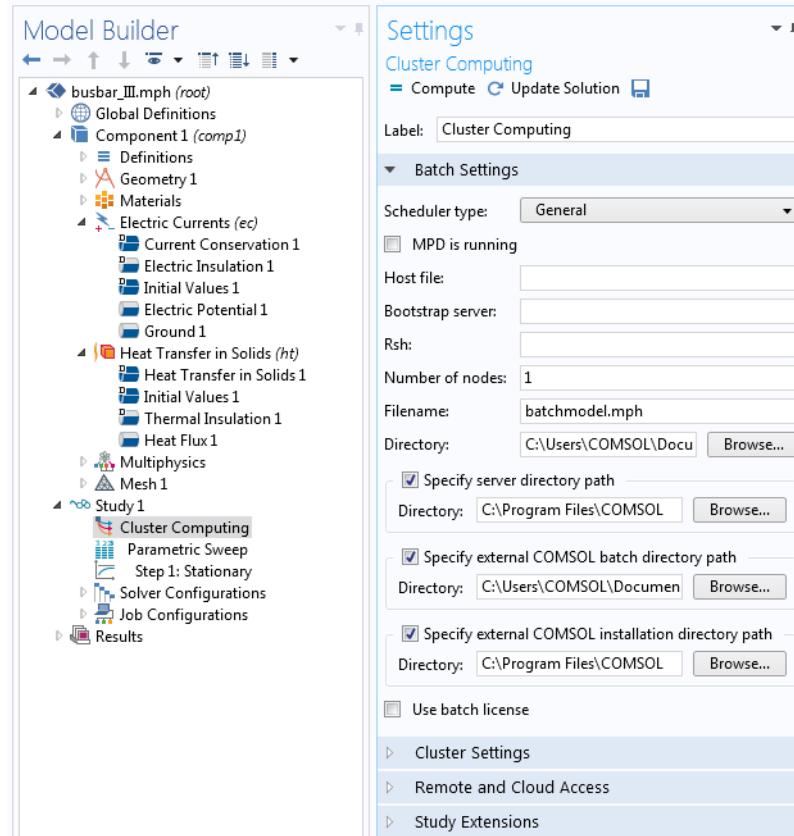 Model Builder
busbar_III.mph (root)
Global Definitions
Component 1 (comp1)
Definitions
Geometry 1
Materials
Electric Currents (ec)
Current Conservation 1
Electric Insulation 1
Initial Values 1
Electric Potential 1
Ground 1
Heat Transfer in Solids (ht)
Heat Transfer in Solids 1
Initial Values 1
Thermal Insulation 1
Heat Flux 1
Multiphysics
Mesh 1
Study 1
Cluster Computing
Parametric Sweep
Step 1: Stationary
Solver Configurations
Job Configurations
Results
Settings
Cluster Computing
= Compute Update Solution
Label: Cluster Computing
Batch Settings
Scheduler type: General
MPD is running
Host file:
Bootstrap server:
Rsh:
Number of nodes: 1
Filename: batchmodel.mph
Directory: C:\Users\COMSOL\Docu Browse...
Specify server directory path
Directory: C:\Program Files\COMSOL Browse...
Specify external COMSOL batch directory path
Directory: C:\Users\COMSOL\Documen Browse...
Specify external COMSOL installation directory path
Directory: C:\Program Files\COMSOL Browse...
Use batch license
Cluster Settings
Remote and Cloud Access
Study Extensions